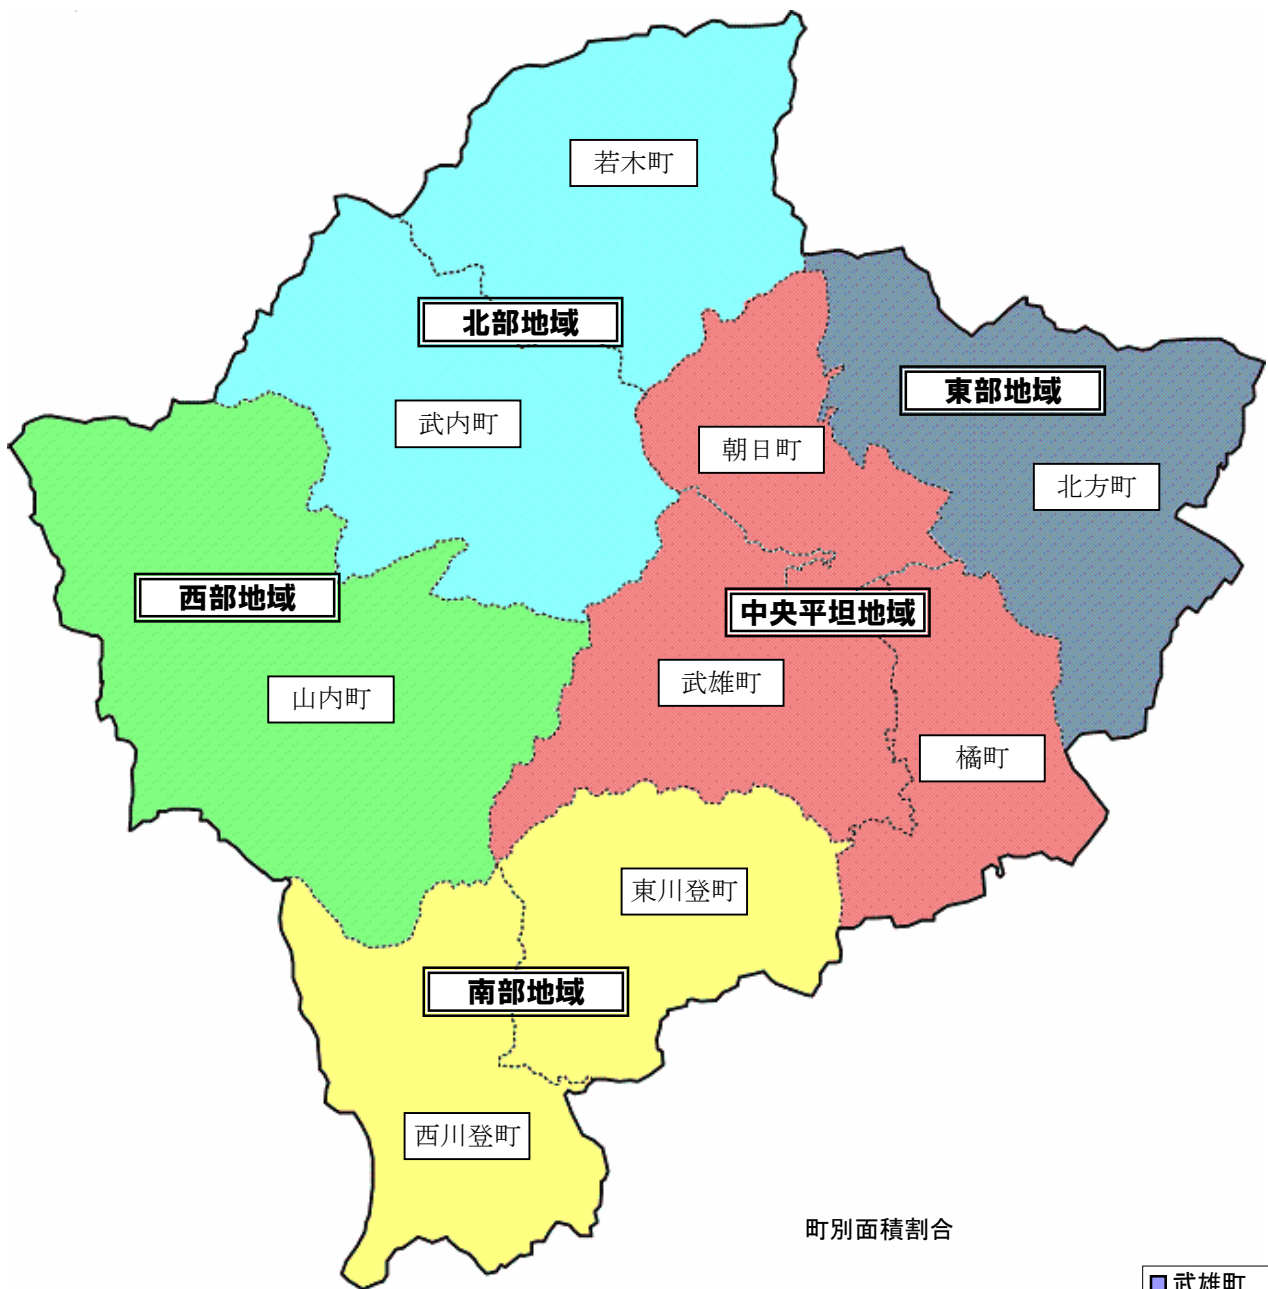 若木町
北部地域
東部地域
武内町
朝日町
北方町
西部地域
中央平坦地域
武雄町
山内町
橘町
東川登町
南部地域
西川登町
町別面積割合
武雄町